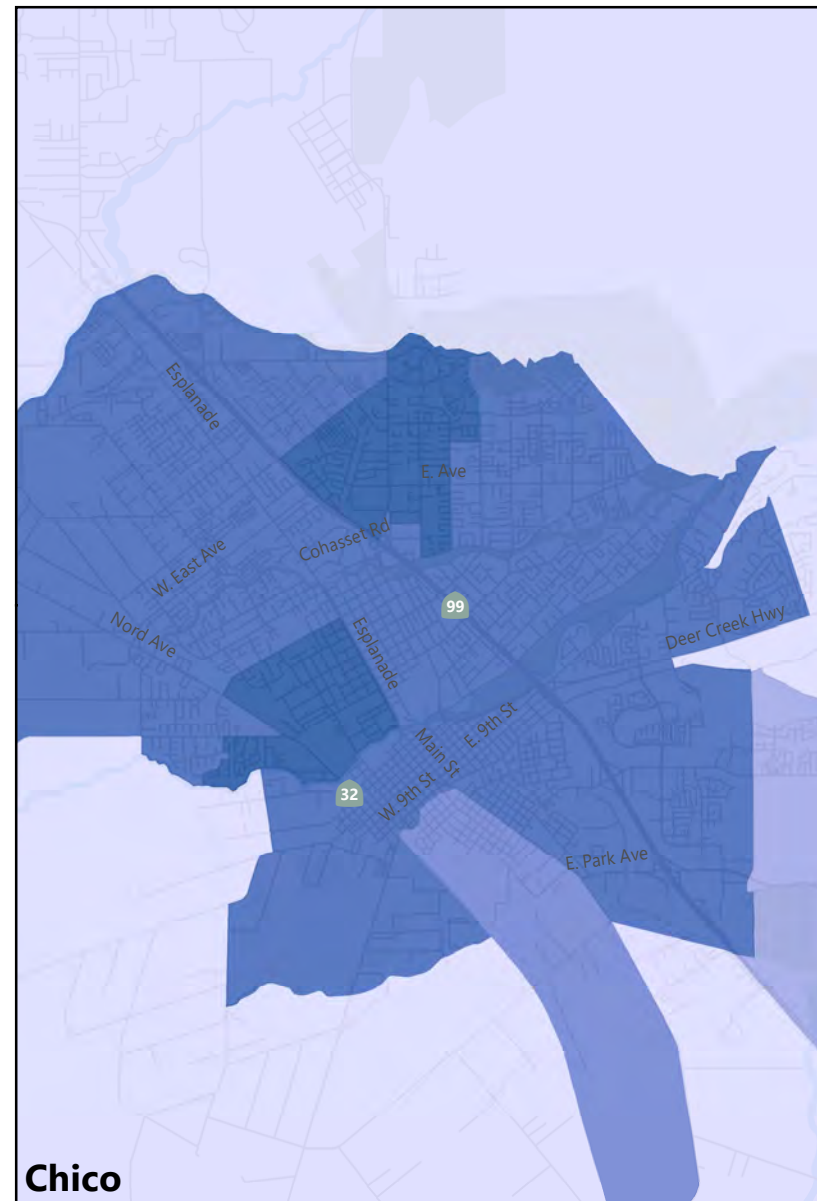 Esplanade
E. Ave
Cohasset Rd
W. East Ave
99
Nord Ave
Esplanade
Deer Creek Hwy
Main St
E. 9th St
32
W. 9th St
E. Park Ave
Chico